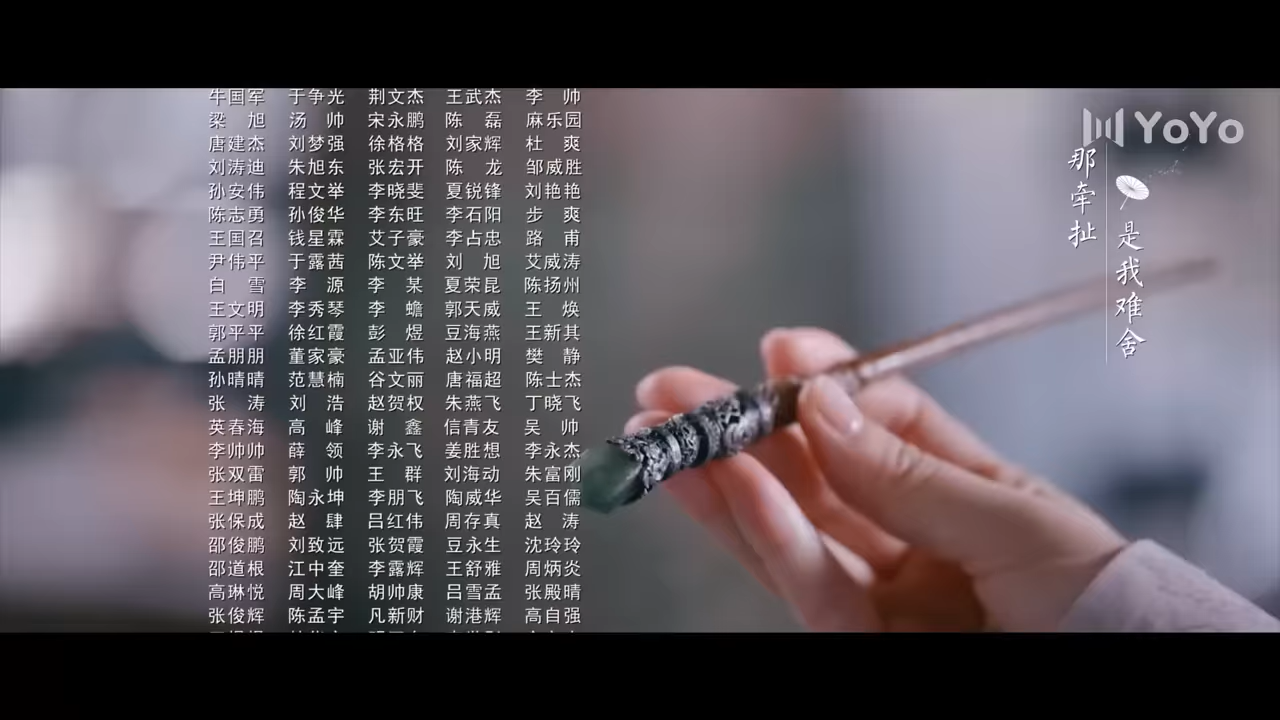 牛国军 于争光 荆文杰 王武杰 李 帅
梁 旭 汤 帅 宋永鹏 陈 磊 麻乐园
唐建杰 刘梦强 徐格格 刘家辉 杜 爽
刘涛迪 朱旭东 张宏开 陈 龙 邹威胜
孙安伟 程文举 李晓斐 夏锐锋 刘艳艳
陈志勇 孙俊华 李东旺 李石阳 步 爽
王国召 钱星霖 艾子豪 李占忠 路 甫
尹伟平 于露茜 陈文举 刘 旭 艾威涛
白 雪 李 源 李 某 夏荣昆 陈扬州
王文明 李秀琴 李 蟾 郭天威 王 焕
郭平平 徐红霞 彭 煜 豆海燕 王新其
孟朋朋 董家豪 孟亚伟 赵小明 樊 静
孙晴晴 范慧楠 谷文丽 唐福超 陈士杰
张 涛 刘 浩 赵贺权 朱燕飞 丁晓飞
英春海 高 峰 谢 鑫 信青友 吴 帅
李帅帅 薛 领 李永飞 姜胜想 李永杰
张双雷 郭 帅 王 群 刘海动 朱富刚
王坤鹏 陶永坤 李朋飞 陶威华 吴百儒
张保成 赵 肆 吕红伟 周存真 赵 涛
邵俊鹏 刘致远 张贺霞 豆永生 沈玲玲
邵道根 江中奎 李露辉 王舒雅 周炳炎
高琳悦 周大峰 胡帅康 吕雪孟 张殿晴
张俊辉 陈孟宇 凡新财 谢港辉 高自强
YoYo
那牵扯
是我难舍